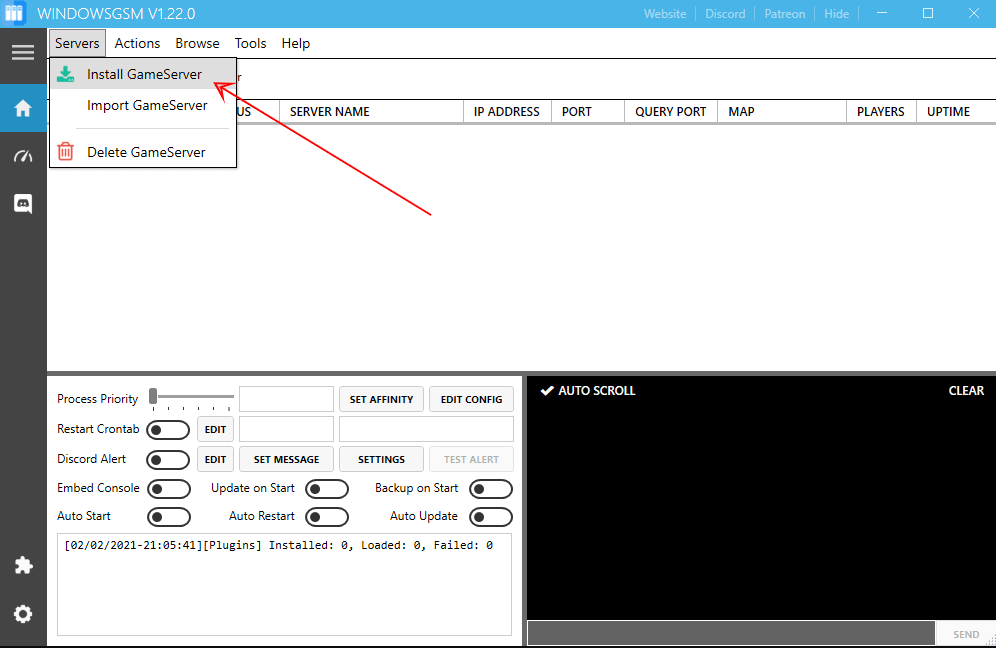 WINDOWSGSM V1.22.0
Website Discord Patreon Hide
Servers Actions Browse Tools Help
Install GameServer
Import GameServer
Delete GameServer
r
US SERVER NAME IP ADDRESS PORT QUERY PORT MAP PLAYERS UPTIME
Process Priority SET AFFINITY EDIT CONFIG
Restart Crontab EDIT
Discord Alert EDIT SET MESSAGE SETTINGS TEST ALERT
Embed Console Update on Start Backup on Start
Auto Start Auto Restart Auto Update
[02/02/2021-21:05:41][Plugins] Installed: 0, Loaded: 0, Failed: 0
AUTO SCROLL CLEAR
SEND